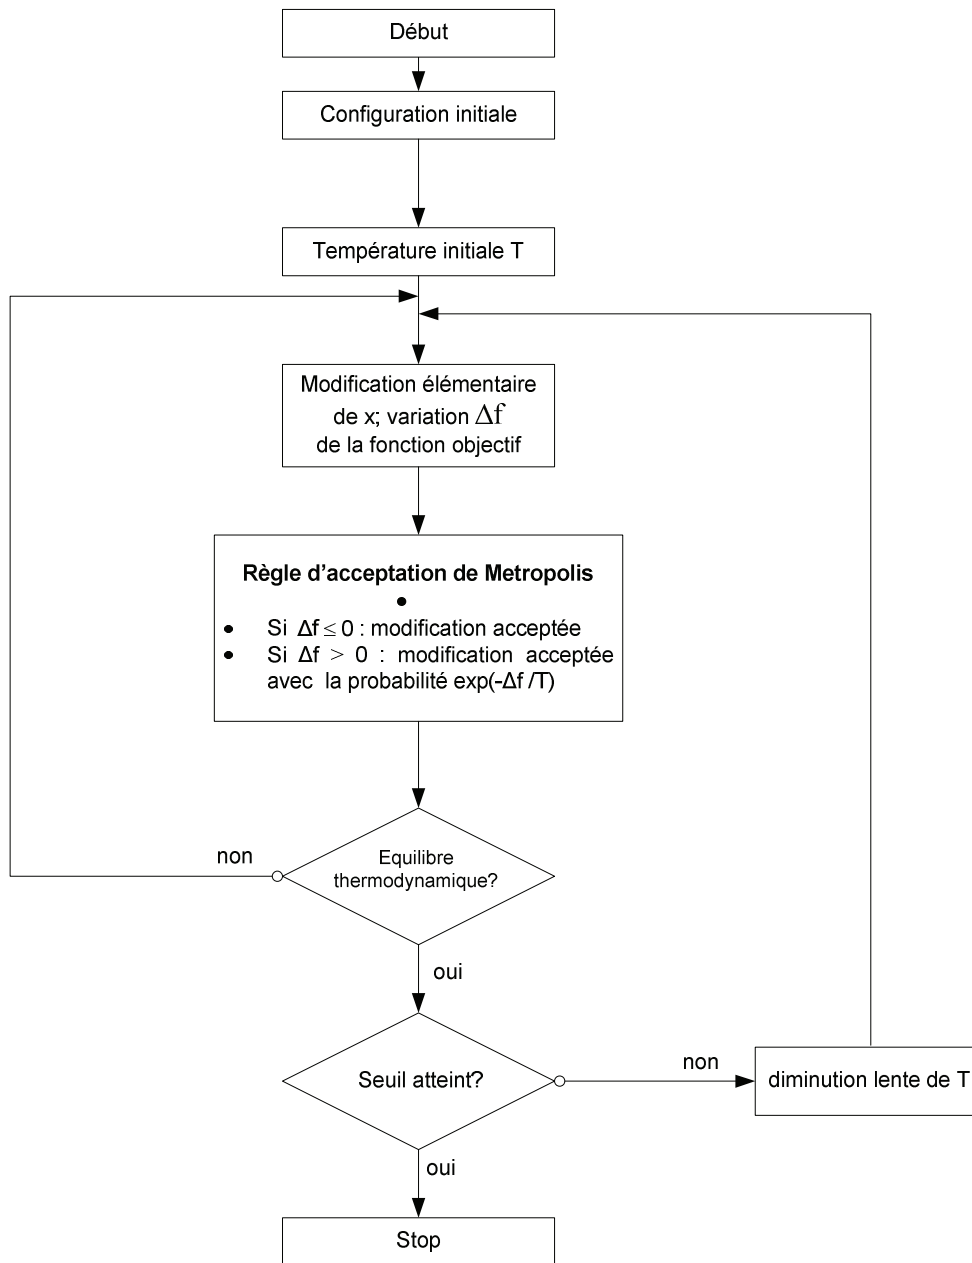 Début
Configuration initiale
Température initiale T
Modification élémentaire
de x; variation Δf
de la fonction objectif
Règle d'acceptation de Metropolis
•
• Si Δf ≤ 0 : modification acceptée
• Si Δf > 0 : modification acceptée
avec la probabilité exp(-Δf /T)
non
Equilibre
thermodynamique?
oui
Seuil atteint?
non
diminution lente de T
oui
Stop